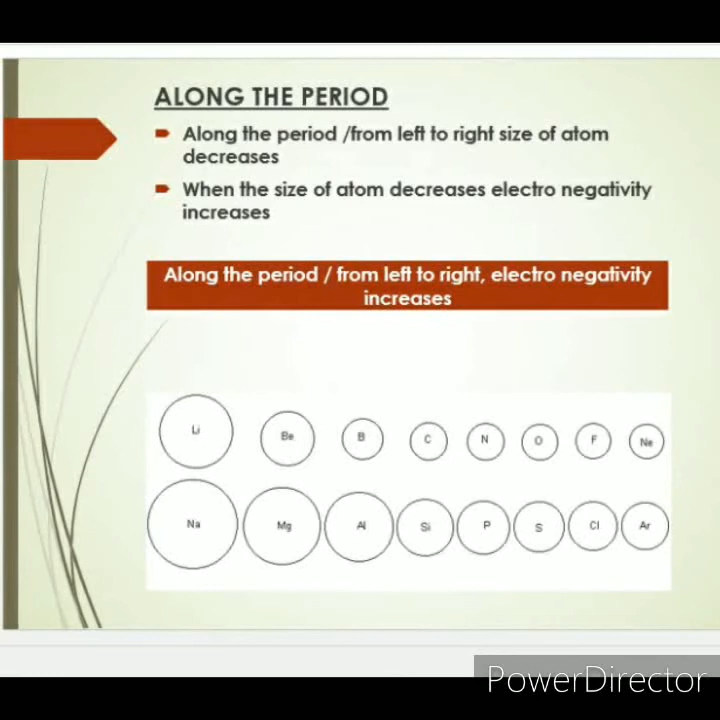 ALONG THE PERIOD
Along the period /from left to right size of atom
decreases
When the size of atom decreases electro negativity
increases
Along the period / from left to right, electro negativity
increases
Li Be B C N O F Ne
Na Mg Al Si P S Cl Ar
PowerDirector